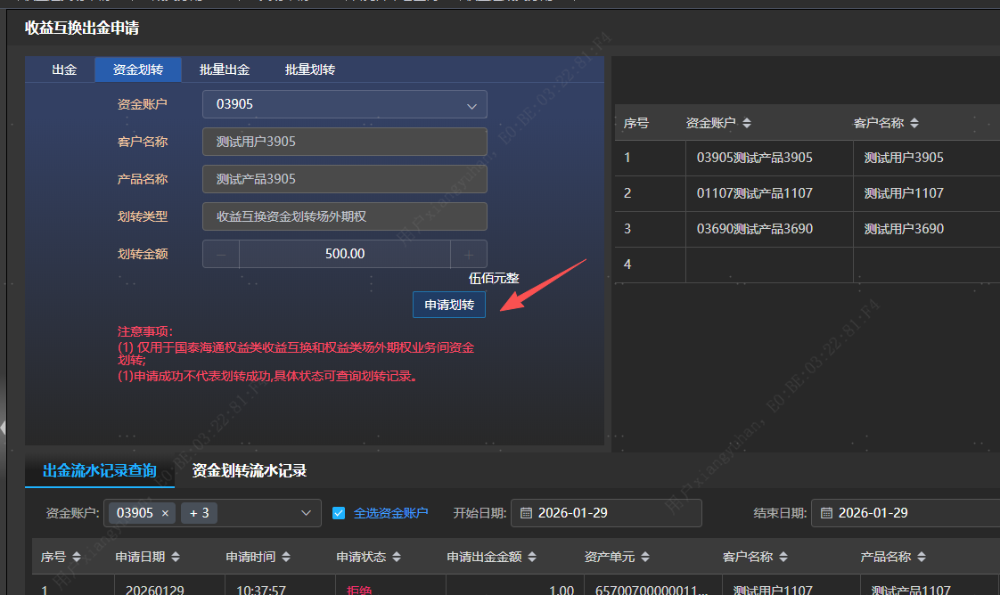 收益互换出金申请
出金 资金划转 批量出金 批量划转
资金账户 03905
客户名称 测试用户3905
产品名称 测试产品3905
划转类型 收益互换资金划转场外期权
划转金额 500.00
伍佰元整
申请划转
注意事项:
(1) 仅用于国泰海通权益类收益互换和权益类场外期权业务间资金
划转;
(1)申请成功不代表划转成功,具体状态可查询划转记录。
序号 资金账户 客户名称
1 03905测试产品3905 测试用户3905
2 01107测试产品1107 测试用户1107
3 03690测试产品3690 测试用户3690
4
出金流水记录查询 资金划转流水记录
资金账户: 03905 × + 3 全选资金账户 开始日期: 2026-01-29 结束日期: 2026-01-29
序号 申请日期 申请时间 申请状态 申请出金金额 资产单元 客户名称 产品名称
1 20260129 10:37:57 拒绝 1.00 65700700000011... 测试用户1107 测试产品1107